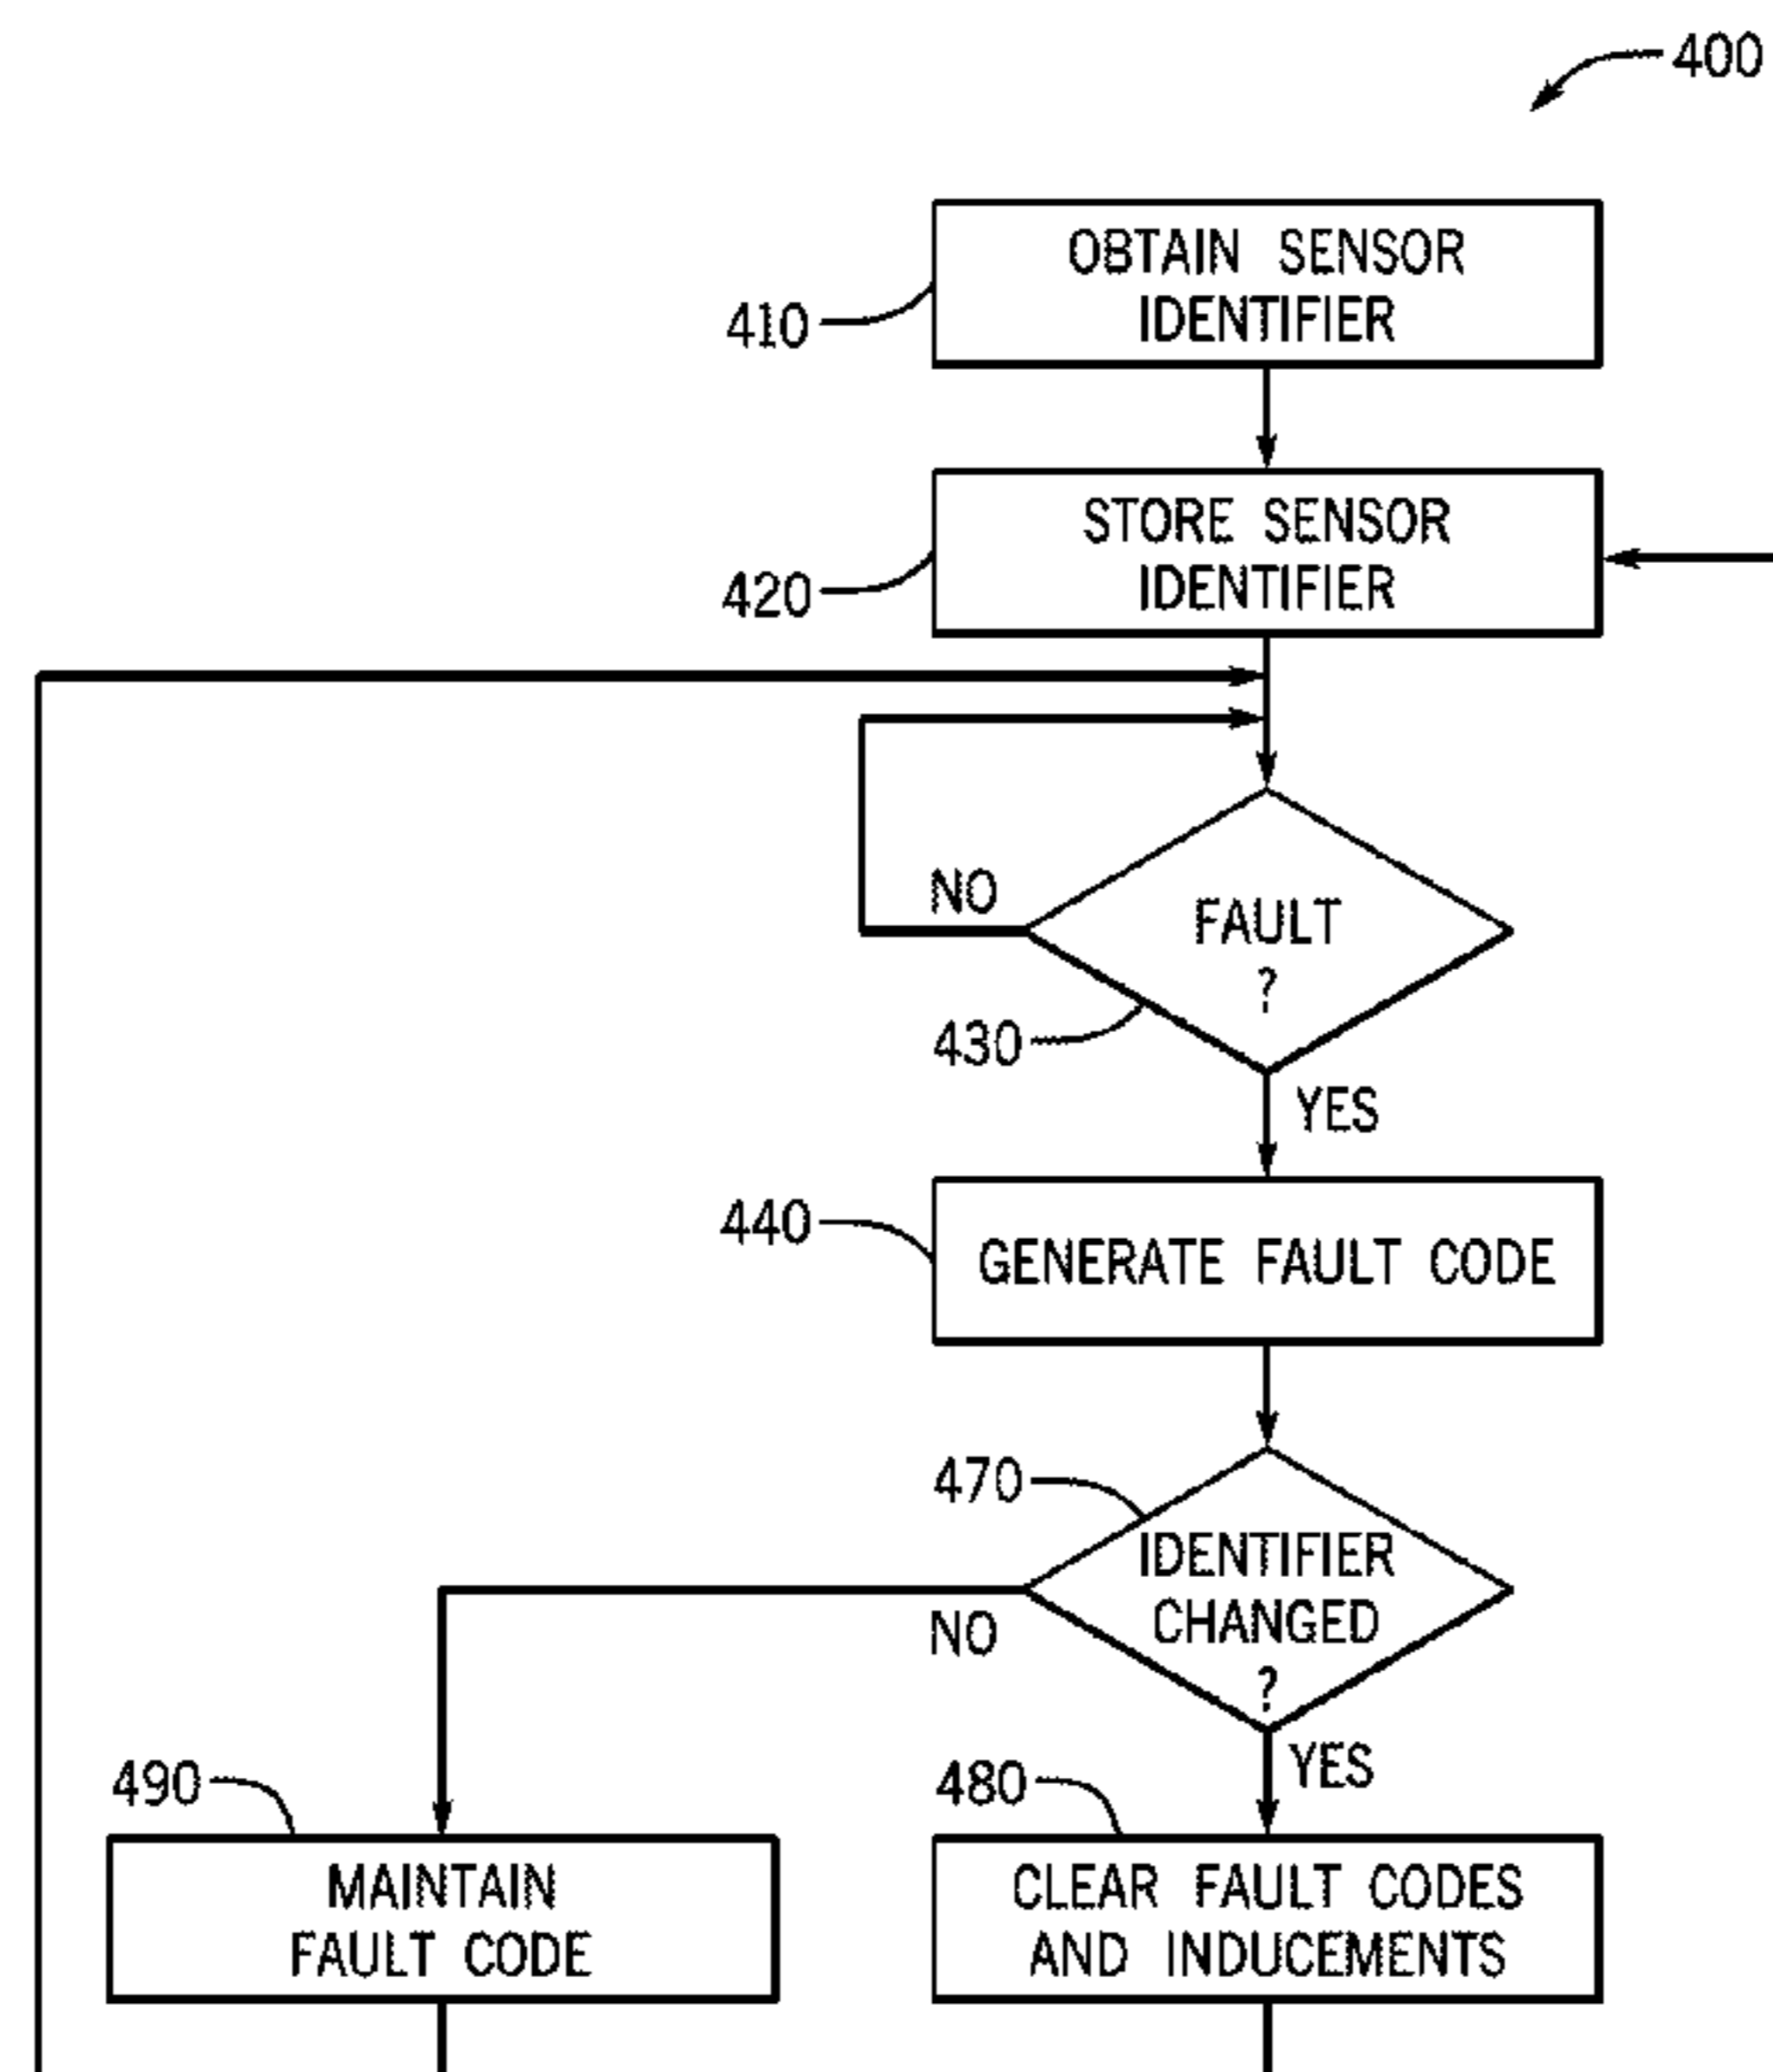 400
OBTAIN SENSOR
IDENTIFIER
410
STORE SENSOR
IDENTIFIER
420
NO
FAULT
?
430
YES
440
GENERATE FAULT CODE
470
IDENTIFIER
CHANGED
?
NO
YES
490
480
MAINTAIN
FAULT CODE
CLEAR FAULT CODES
AND INDUCEMENTS